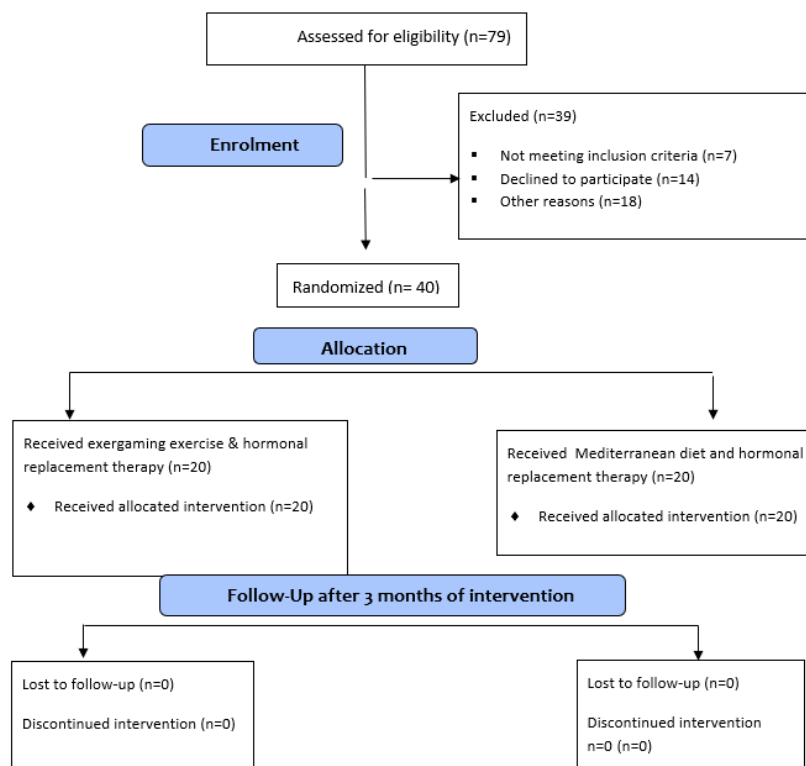 Assessed for eligibility (n=79)
Enrolment
Excluded (n=39)
▪ Not meeting inclusion criteria (n=7)
▪ Declined to participate (n=14)
▪ Other reasons (n=18)
Randomized (n= 40)
Allocation
Received exergaming exercise & hormonal
replacement therapy (n=20)
♦ Received allocated intervention (n=20)
Received Mediterranean diet and hormonal
replacement therapy (n=20)
♦ Received allocated intervention (n=20)
Follow-Up after 3 months of intervention
Lost to follow-up (n=0)
Discontinued intervention (n=0)
Lost to follow-up (n=0)
Discontinued intervention
n=0 (n=0)